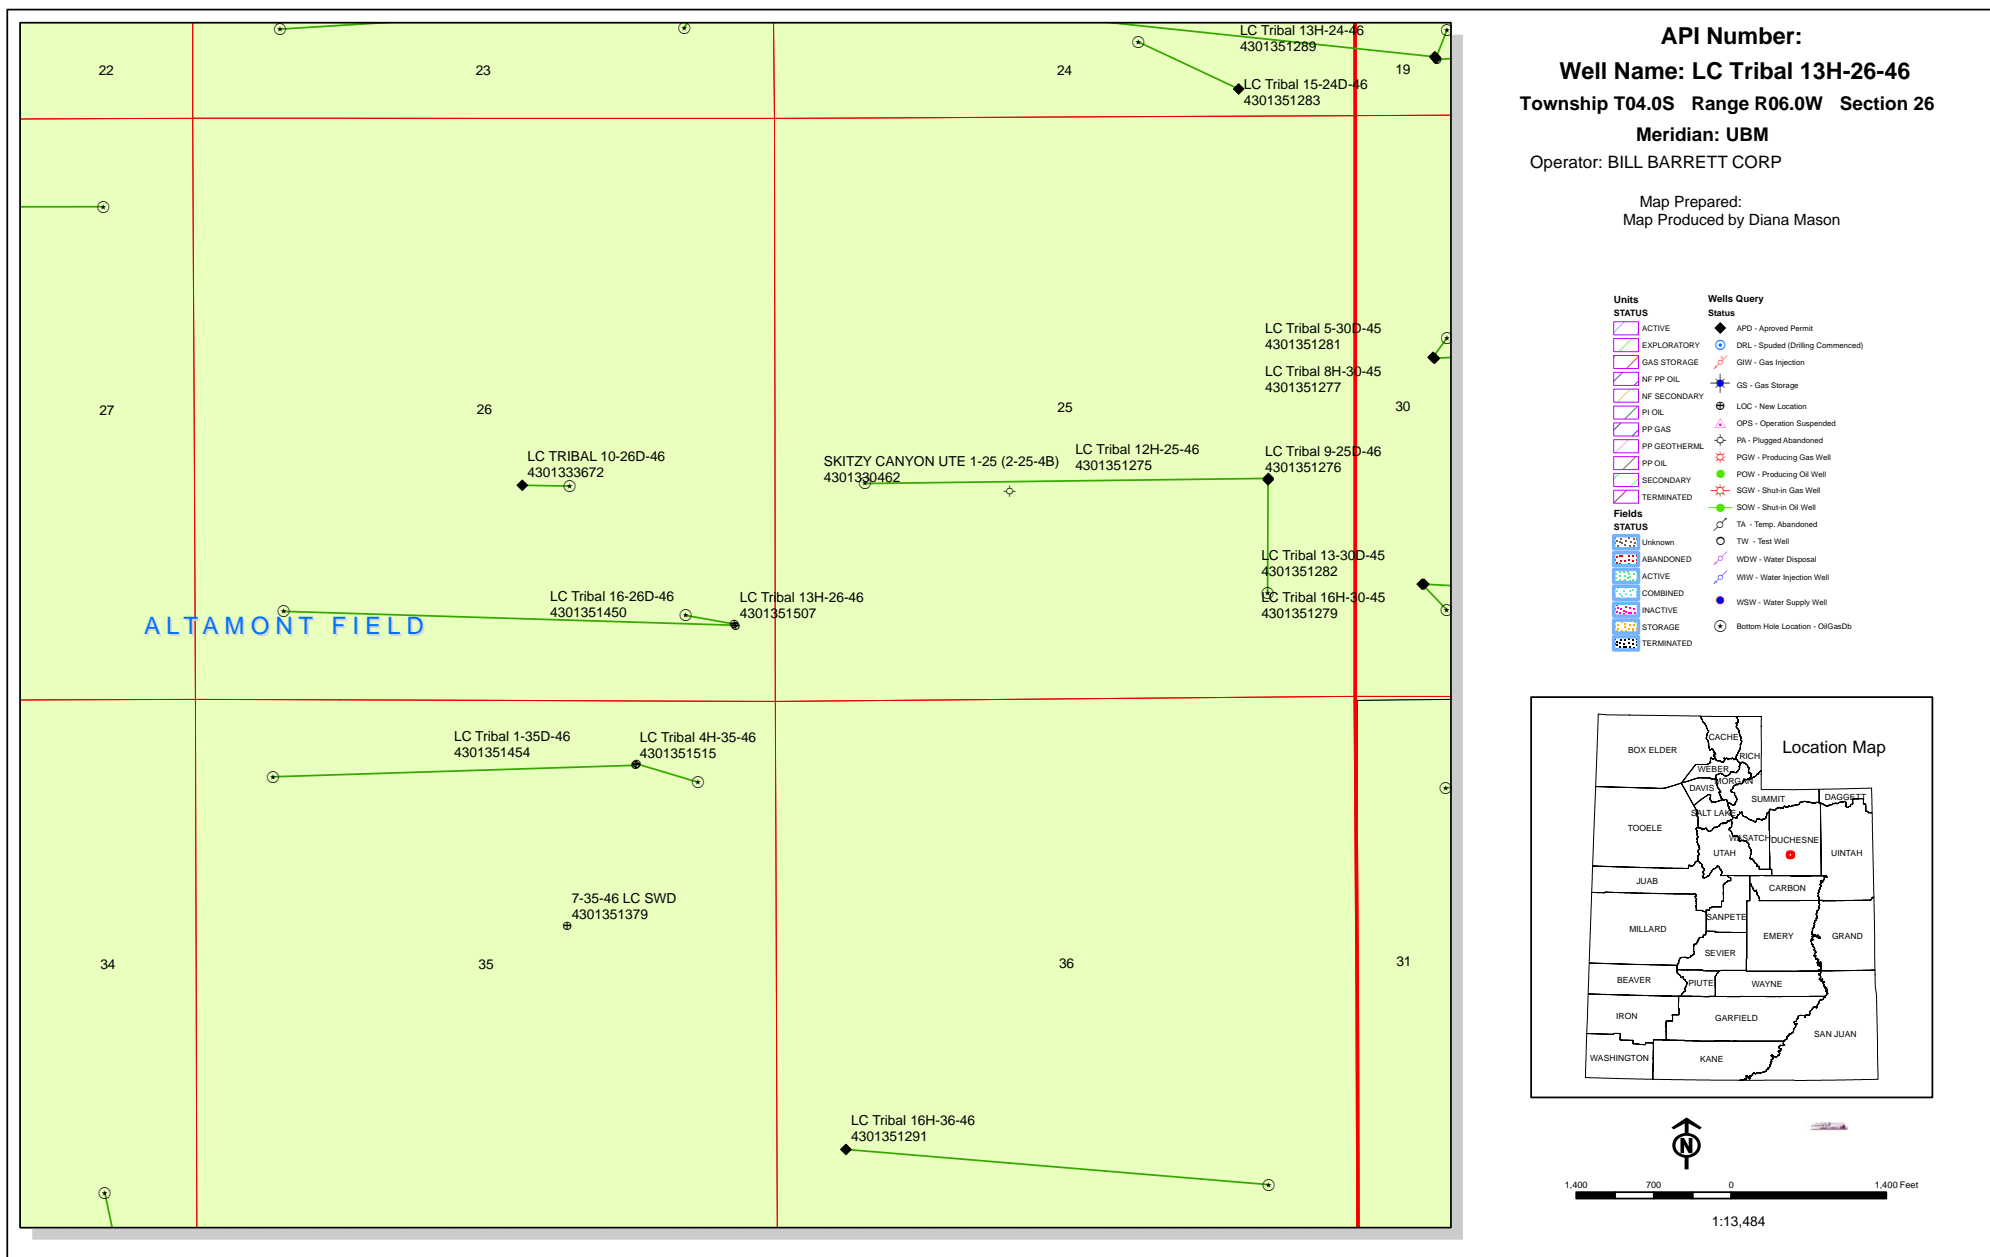 22
23
24
19
LC Tribal 13H-24-46
4301351289
LC Tribal 15-24D-46
4301351283
LC Tribal 5-30D-45
4301351281
LC Tribal 8H-30-45
4301351277
27
26
25
30
LC TRIBAL 10-26D-46
4301333672
SKITZY CANYON UTE 1-25 (2-25-4B)
4301330462
LC Tribal 12H-25-46
4301351275
LC Tribal 9-25D-46
4301351276
LC Tribal 13-30D-45
4301351282
LC Tribal 16H-30-45
4301351279
LC Tribal 16-26D-46
4301351450
LC Tribal 13H-26-46
4301351507
ALTAMONT FIELD
LC Tribal 1-35D-46
4301351454
LC Tribal 4H-35-46
4301351515
7-35-46 LC SWD
4301351379
34
35
36
31
LC Tribal 16H-36-46
4301351291
API Number:
Well Name: LC Tribal 13H-26-46
Township T04.0S Range R06.0W Section 26
Meridian: UBM
Operator: BILL BARRETT CORP
Map Prepared:
Map Produced by Diana Mason
Units
STATUS
ACTIVE
EXPLORATORY
GAS STORAGE
NF PP OIL
NF SECONDARY
PI OIL
PP GAS
PP GEOTHERML
PP OIL
SECONDARY
TERMINATED
Fields
STATUS
Unknown
ABANDONED
ACTIVE
COMBINED
INACTIVE
STORAGE
TERMINATED
Wells Query
Status
APD - Aproved Permit
DRL - Spuded (Drilling Commenced)
GIW - Gas Injection
GS - Gas Storage
LOC - New Location
OPS - Operation Suspended
PA - Plugged Abandoned
PGW - Producing Gas Well
POW - Producing Oil Well
SGW - Shut-in Gas Well
SOW - Shut-in Oil Well
TA - Temp. Abandoned
TW - Test Well
WDW - Water Disposal
WIW - Water Injection Well
WSW - Water Supply Well
Bottom Hole Location - OilGasDb
Location Map
BOX ELDER
CACHE
RICH
WEBER
MORGAN
DAVIS
SUMMIT
DAGGETT
SALT LAKE
TOOELE
WASATCH
DUCHESNE
UTAH
UINTAH
JUAB
CARBON
SANPETE
MILLARD
EMERY
GRAND
SEVIER
BEAVER
PIUTE
WAYNE
IRON
GARFIELD
SAN JUAN
WASHINGTON
KANE
N
1,400 700 0 1,400 Feet
1:13,484